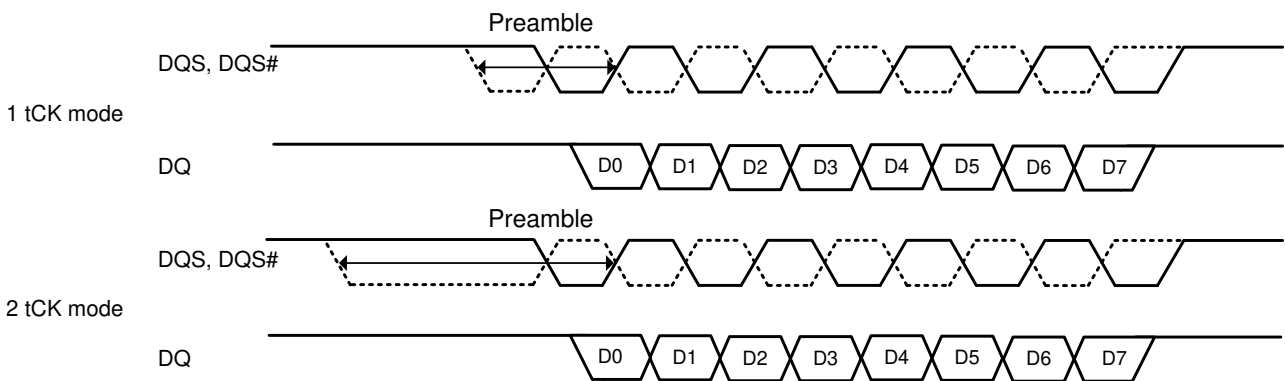 Preamble
DQS, DQS#
1 tCK mode
DQ
D0 D1 D2 D3 D4 D5 D6 D7
Preamble
DQS, DQS#
2 tCK mode
DQ
D0 D1 D2 D3 D4 D5 D6 D7